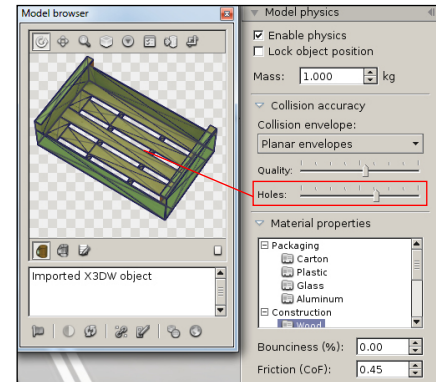 Model browser
Imported X3DW object
Model physics
Enable physics
Lock object position
Mass: 1.000 kg
Collision accuracy
Collision envelope:
Planar envelopes
Quality:
Holes:
Material properties
Packaging
Carton
Plastic
Glass
Aluminum
Construction
Wood
Bounciness (%): 0.00
Friction (CoF): 0.45